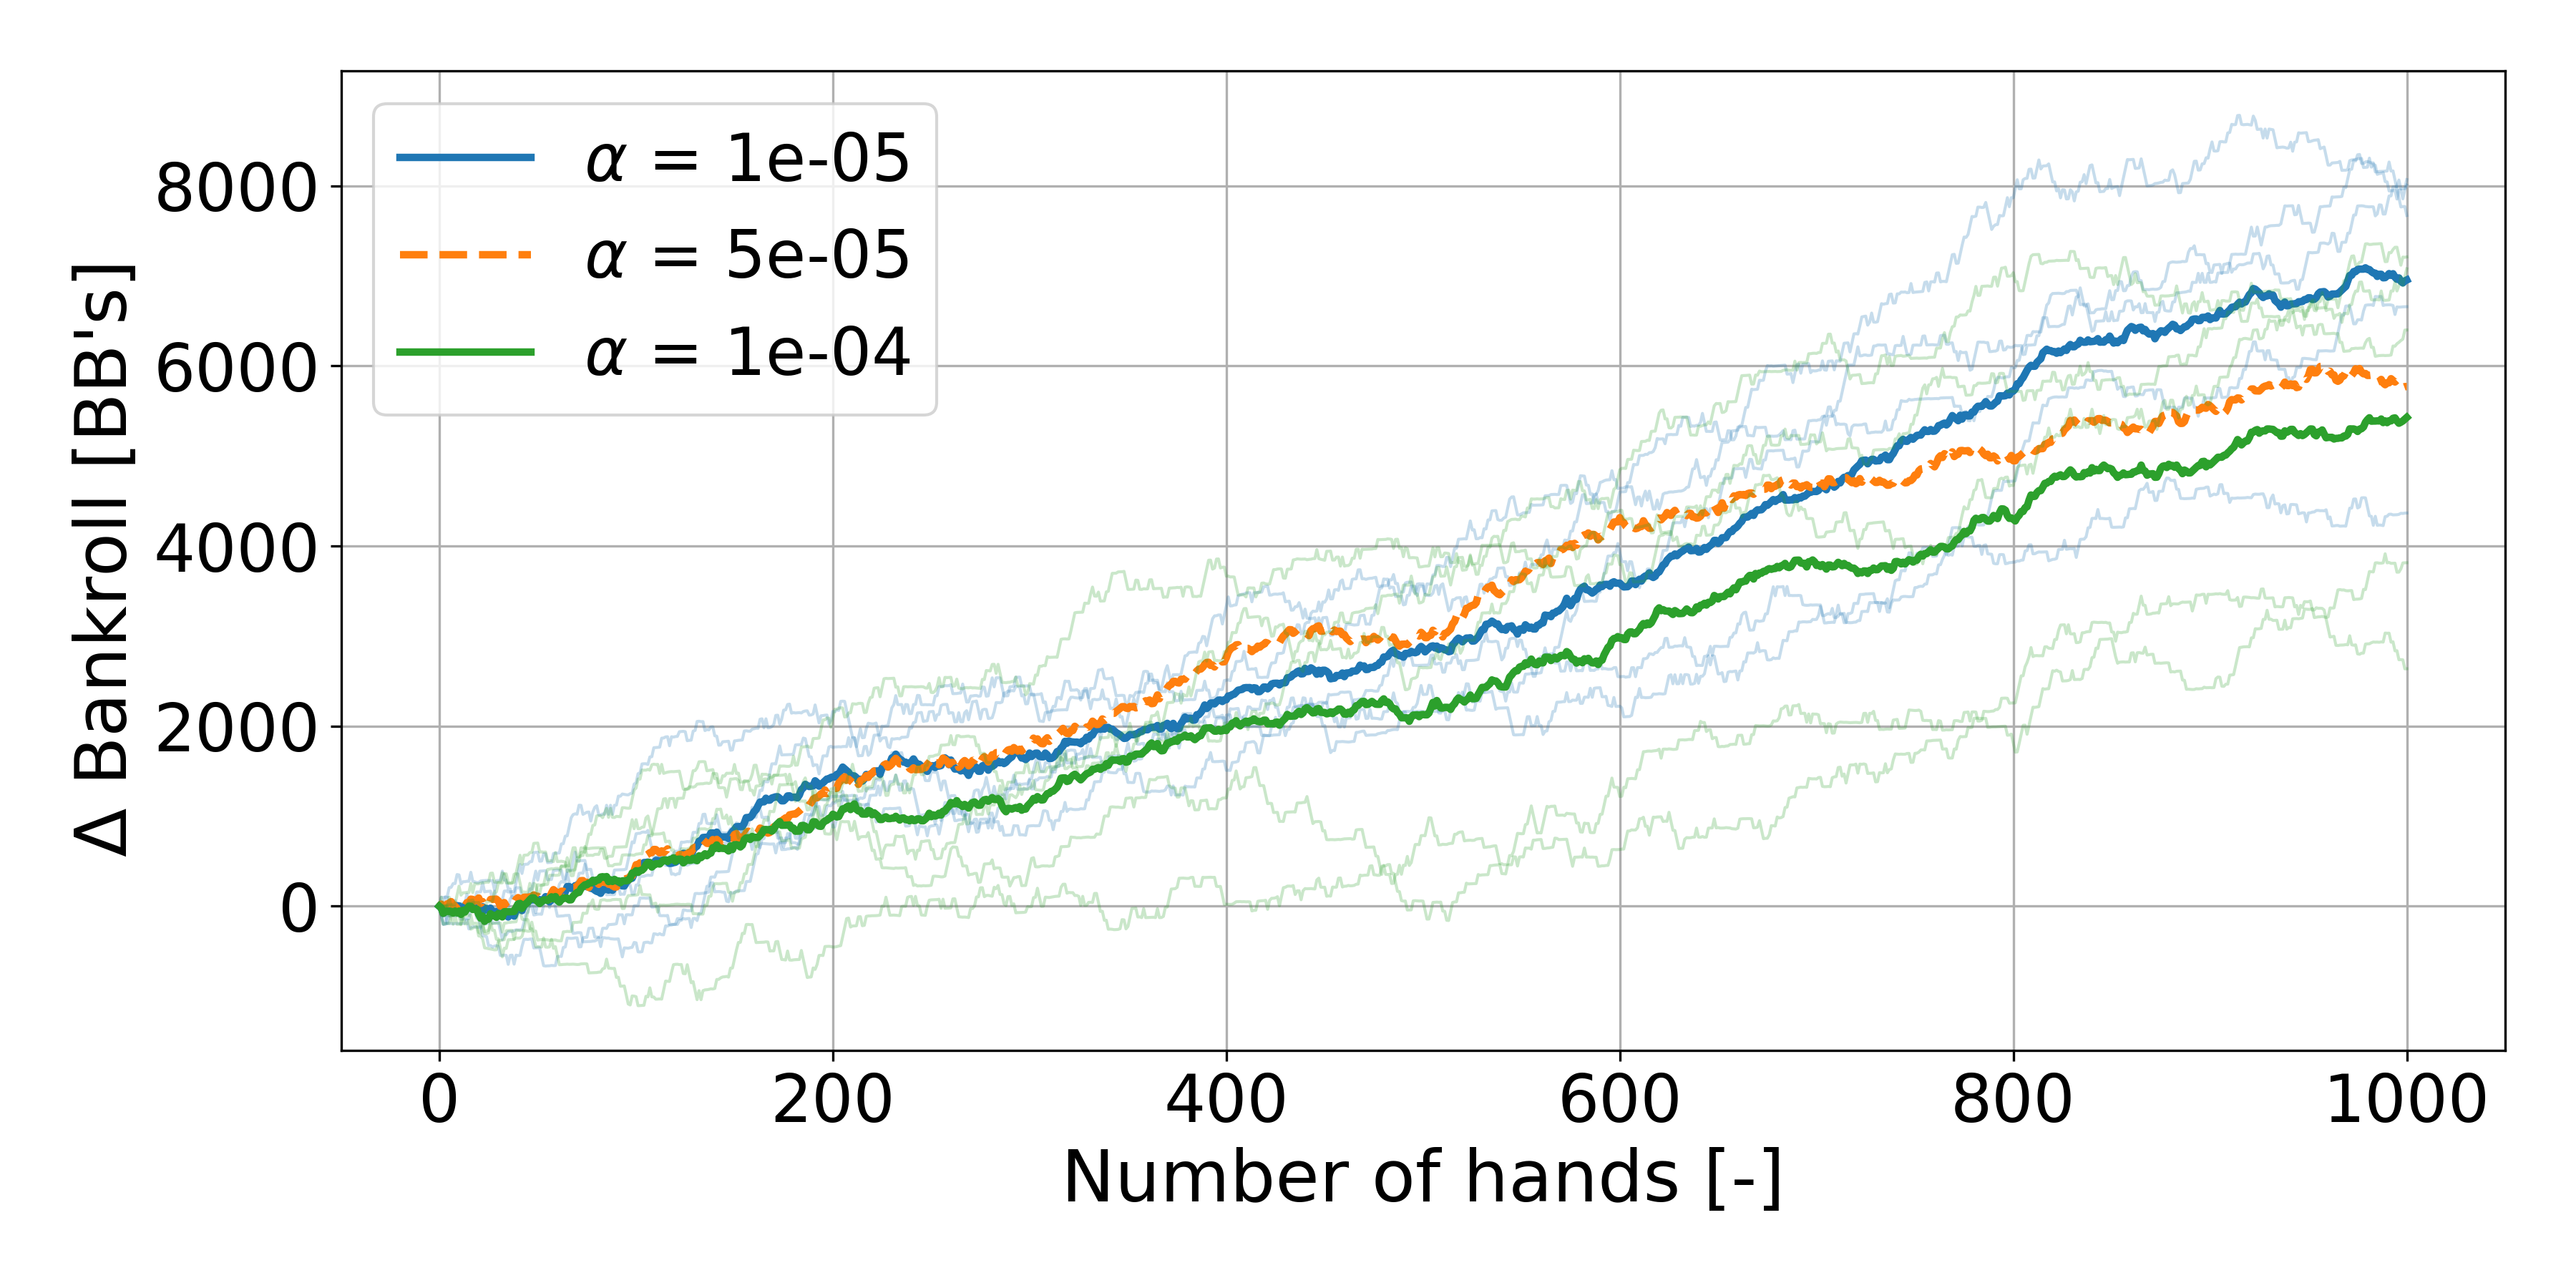 α = 1e-05
α = 5e-05
α = 1e-04
Δ Bankroll [BB's]
8000
6000
4000
2000
0
0 200 400 600 800 1000
Number of hands [-]